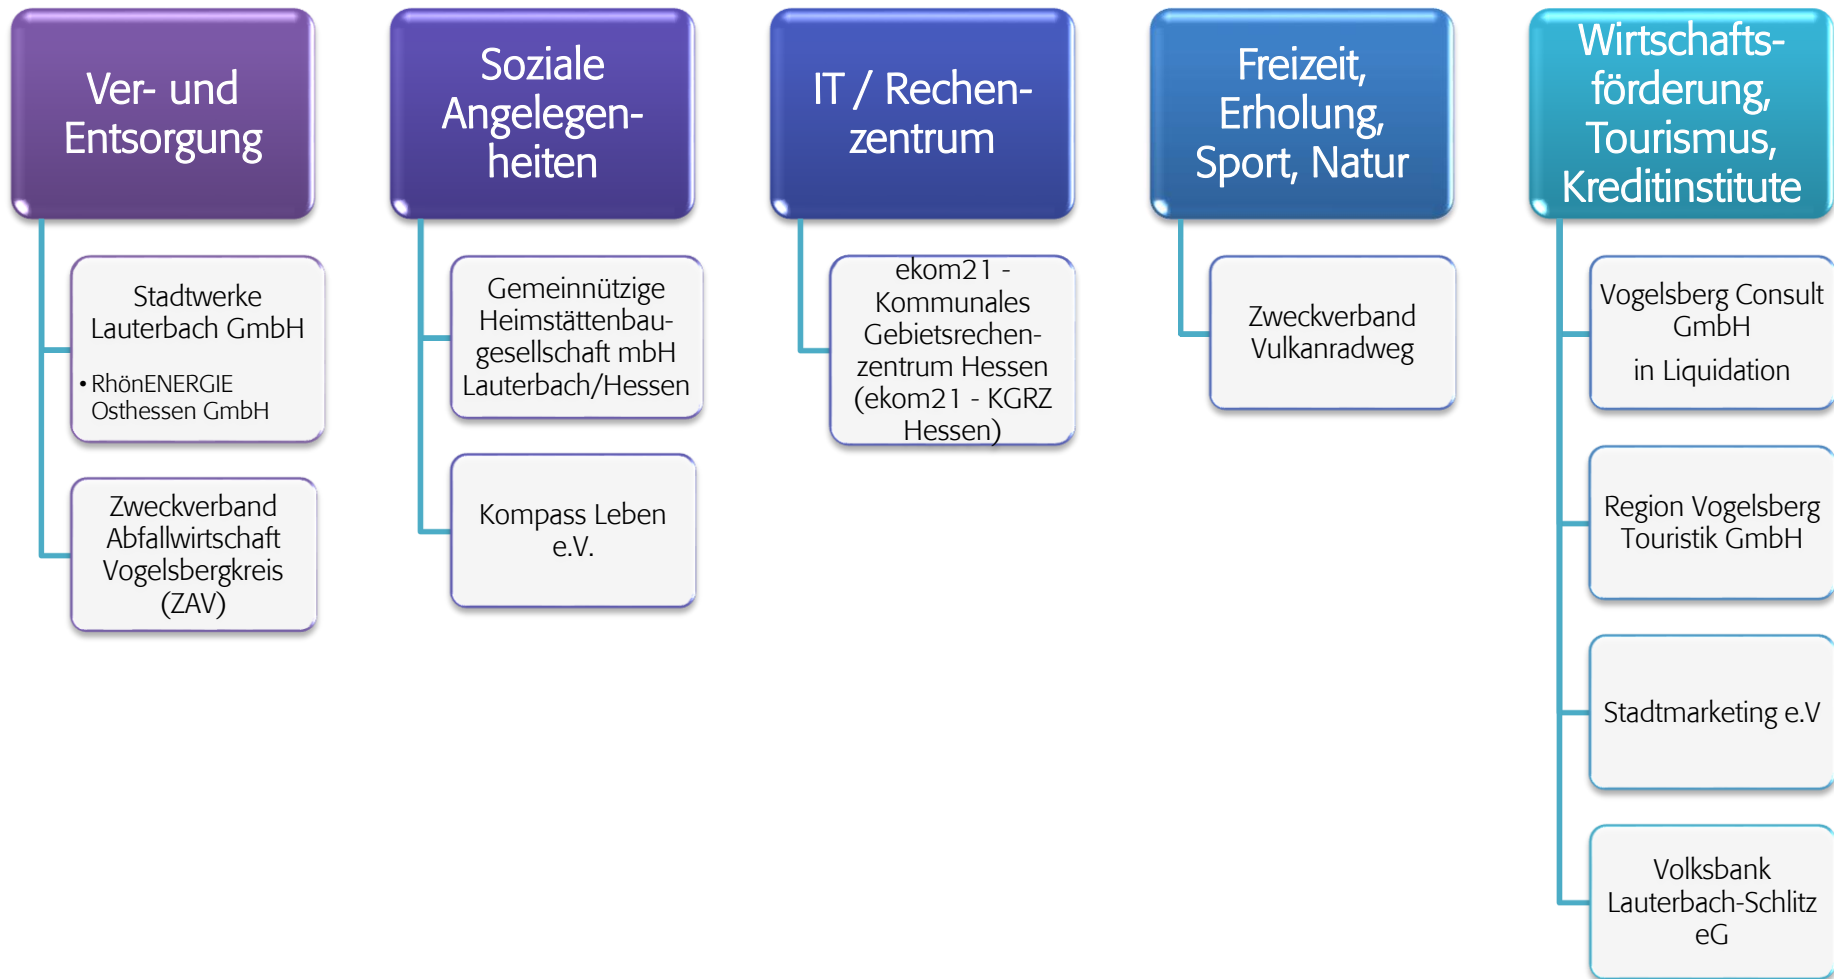 Ver- und
Entsorgung
Stadtwerke
Lauterbach GmbH
• RhönENERGIE
Osthessen GmbH
Zweckverband
Abfallwirtschaft
Vogelsbergkreis
(ZAV)
Soziale
Angelegen-
heiten
Gemeinnützige
Heimstättenbau-
gesellschaft mbH
Lauterbach/Hessen
Kompass Leben
e.V.
IT / Rechen-
zentrum
ekom21 -
Kommunales
Gebietsrechen-
zentrum Hessen
(ekom21 - KGRZ
Hessen)
Freizeit,
Erholung,
Sport, Natur
Zweckverband
Vulkanradweg
Wirtschafts-
förderung,
Tourismus,
Kreditinstitute
Vogelsberg Consult
GmbH
in Liquidation
Region Vogelsberg
Touristik GmbH
Stadtmarketing e.V
Volksbank
Lauterbach-Schlitz
eG